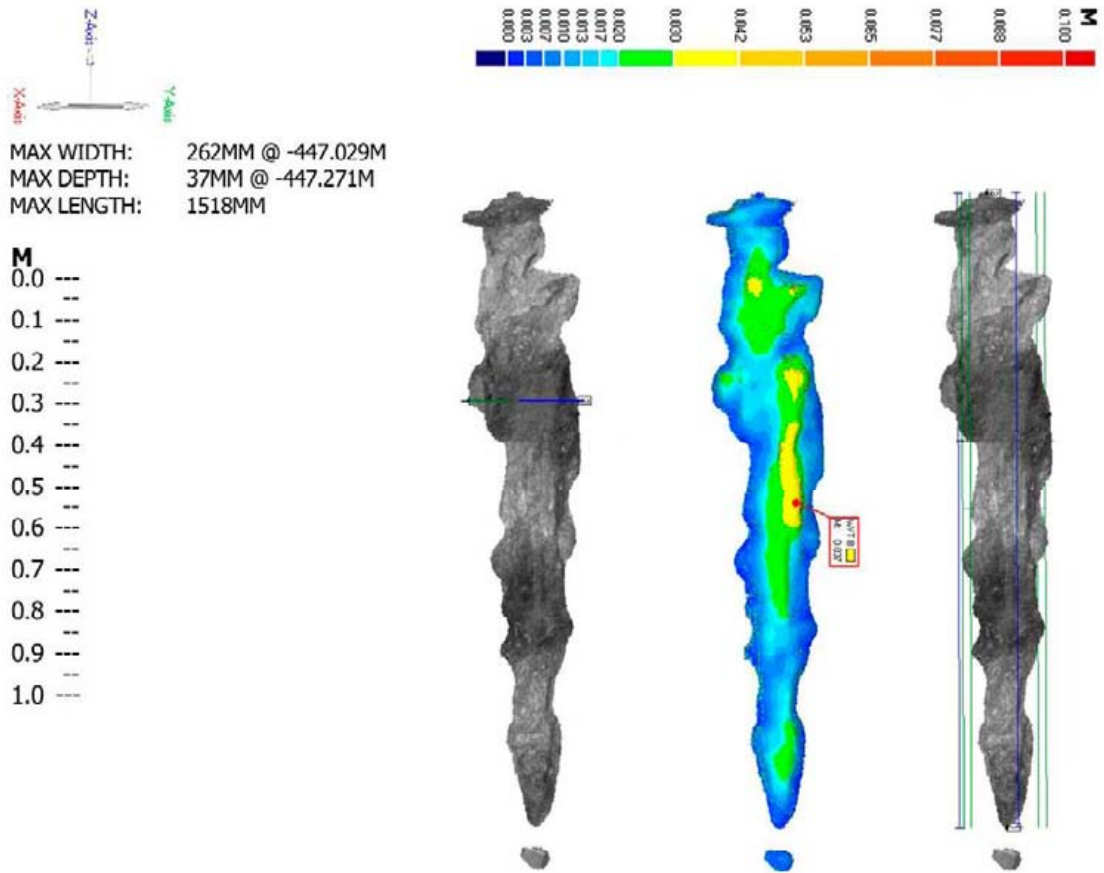 Z-Axis
X-Axis
Y-Axis
M
0.000 0.003 0.007 0.010 0.013 0.017 0.020 0.030 0.042 0.053 0.065 0.077 0.088 0.100
MAX WIDTH: 262MM @ -447.029M
MAX DEPTH: 37MM @ -447.271M
MAX LENGTH: 1518MM
M
0.0 ---
--
0.1 ---
--
0.2 ---
--
0.3 ---
--
0.4 ---
--
0.5 ---
--
0.6 ---
--
0.7 ---
--
0.8 ---
--
0.9 ---
--
1.0 ---
0.037